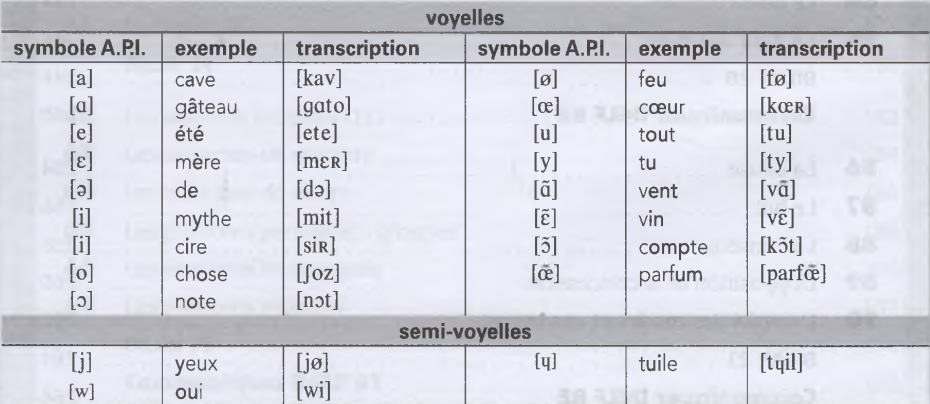 voyelles
symbole A.P.I. exemple transcription symbole A.P.I. exemple transcription
[a] cave [kav] [ø] feu [fø]
[ɑ] gâteau [gɑto] [œ] cœur [kœʀ]
[e] été [ete] [u] tout [tu]
[ɛ] mère [mɛʀ] [y] tu [ty]
[ə] de [də] [ɑ̃] vent [vɑ̃]
[i] mythe [mit] [ɛ̃] vin [vɛ̃]
[i] cire [siʀ] [ɔ̃] compte [kɔ̃t]
[o] chose [ʃoz] [œ̃] parfum [paʀfœ̃]
[ɔ] note [nɔt]
semi-voyelles
[j] yeux [jø] [ɥ] tuile [tɥil]
[w] oui [wi]